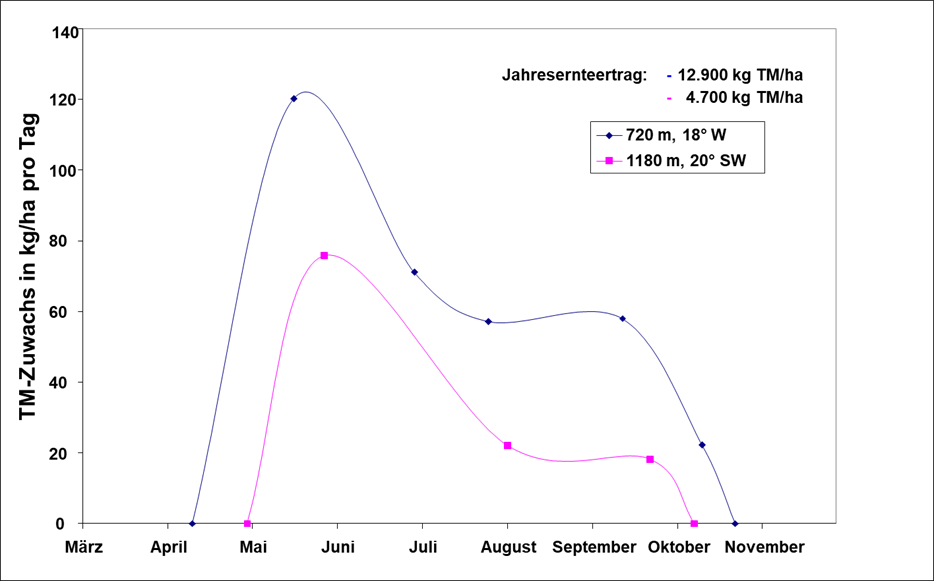 140
120
100
80
60
40
20
0
TM-Zuwachs in kg/ha pro Tag
Jahresernteertrag: - 12.900 kg TM/ha
- 4.700 kg TM/ha
720 m, 18° W
1180 m, 20° SW
März April Mai Juni Juli August September Oktober November